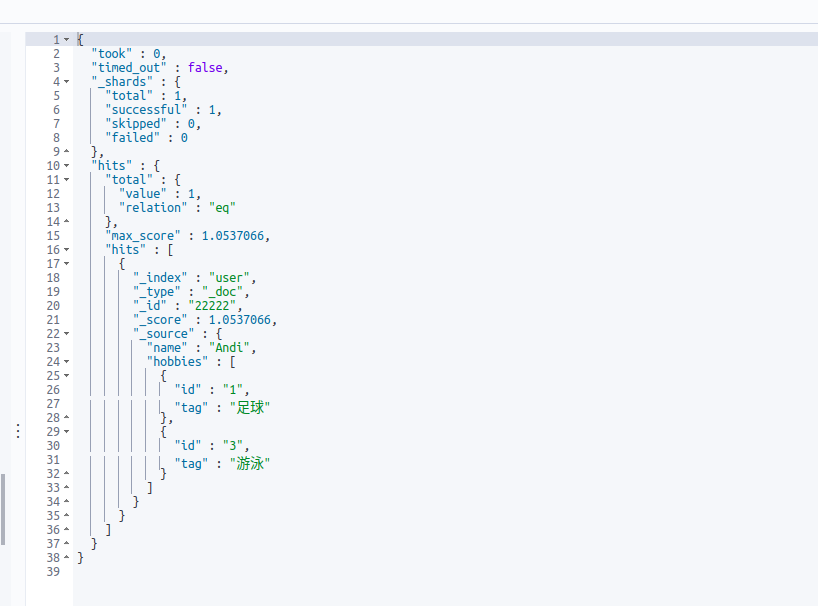 1 {
2 "took" : 0,
3 "timed_out" : false,
4 "_shards" : {
5 "total" : 1,
6 "successful" : 1,
7 "skipped" : 0,
8 "failed" : 0
9 },
10 "hits" : {
11 "total" : {
12 "value" : 1,
13 "relation" : "eq"
14 },
15 "max_score" : 1.0537066,
16 "hits" : [
17 {
18 "_index" : "user",
19 "_type" : "_doc",
20 "_id" : "22222",
21 "_score" : 1.0537066,
22 "_source" : {
23 "name" : "Andi",
24 "hobbies" : [
25 {
26 "id" : "1",
27 "tag" : "足球"
28 },
29 {
30 "id" : "3",
31 "tag" : "游泳"
32 }
33 ]
34 }
35 }
36 ]
37 }
38 }
39